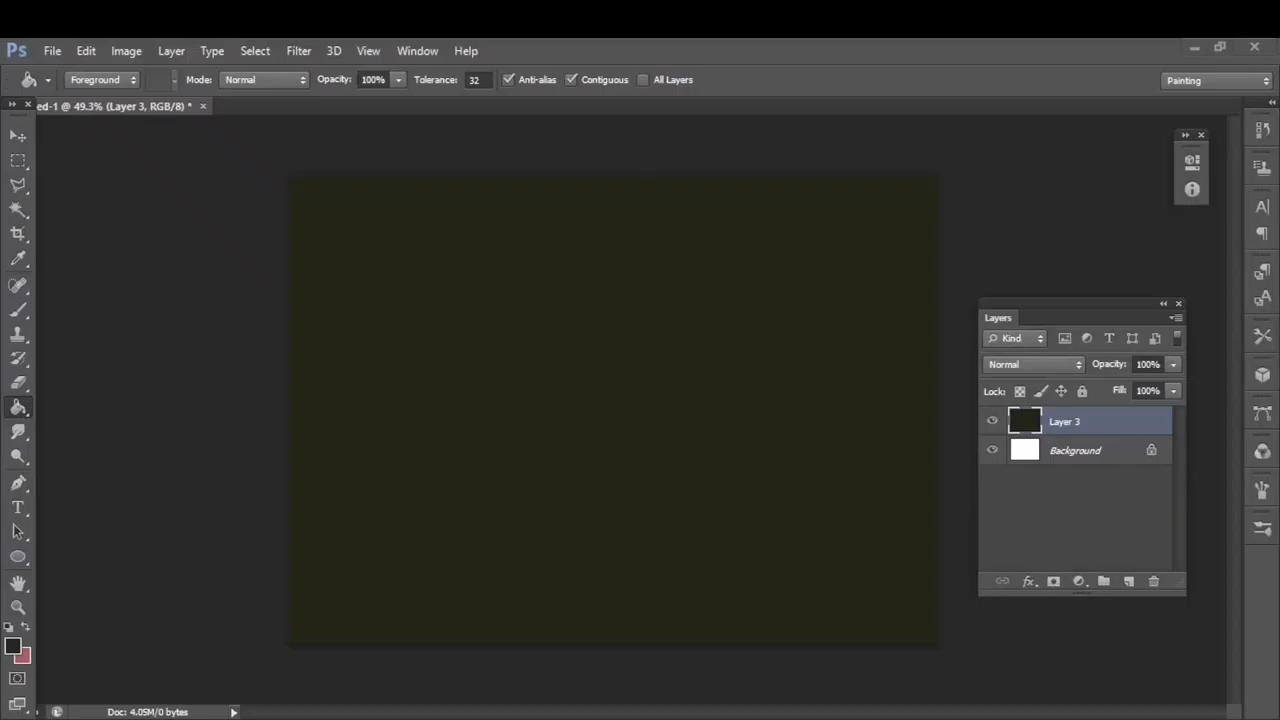 Ps File Edit Image Layer Type Select Filter 3D View Window Help
Foreground Mode: Normal Opacity: 100% Tolerance: 32 Anti-alias Contiguous All Layers Painting
ed-1 @ 49.3% (Layer 3, RGB/8) *
Layers
Kind
Normal Opacity: 100%
Lock: Fill: 100%
Layer 3
Background
fx
Doc: 4.05M/0 bytes